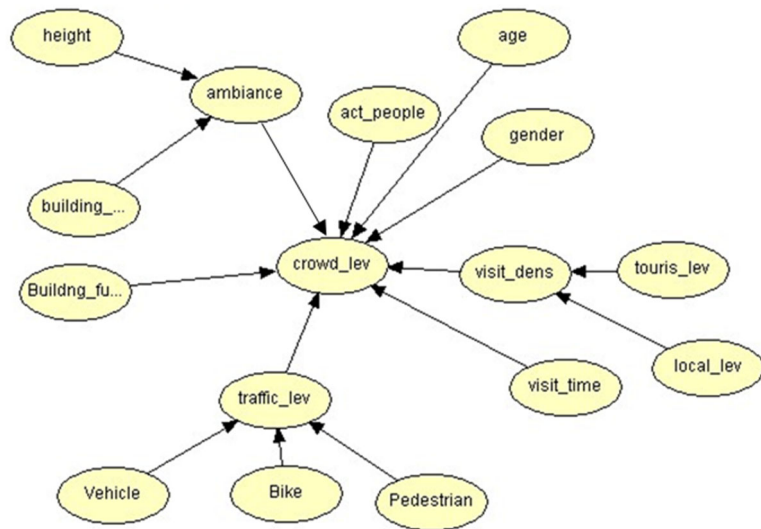 height
age
ambiance
act_people
gender
building_...
crowd_lev
visit_dens
touris_lev
Buildng_fu...
visit_time
local_lev
traffic_lev
Vehicle
Bike
Pedestrian